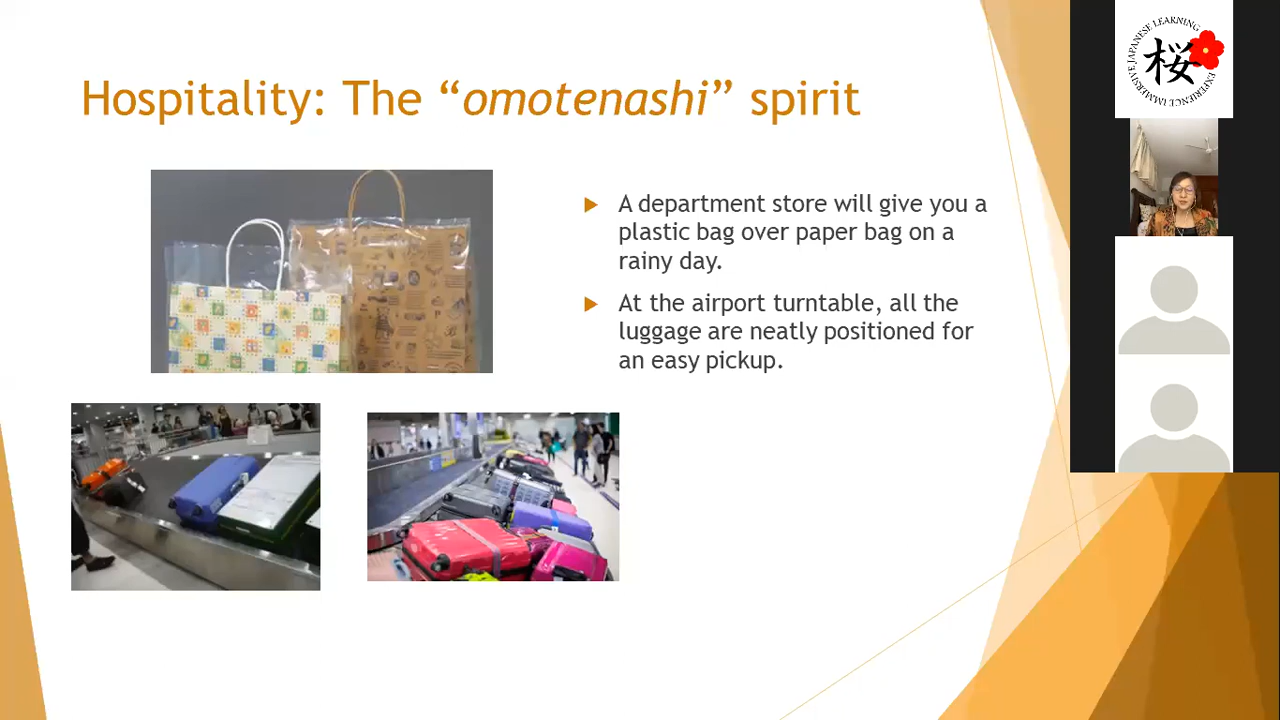 Hospitality: The “omotenashi” spirit
A department store will give you a
plastic bag over paper bag on a
rainy day.
At the airport turntable, all the
luggage are neatly positioned for
an easy pickup.
EXPERIENCE IMMERSIVE JAPANESE LEARNING
桜